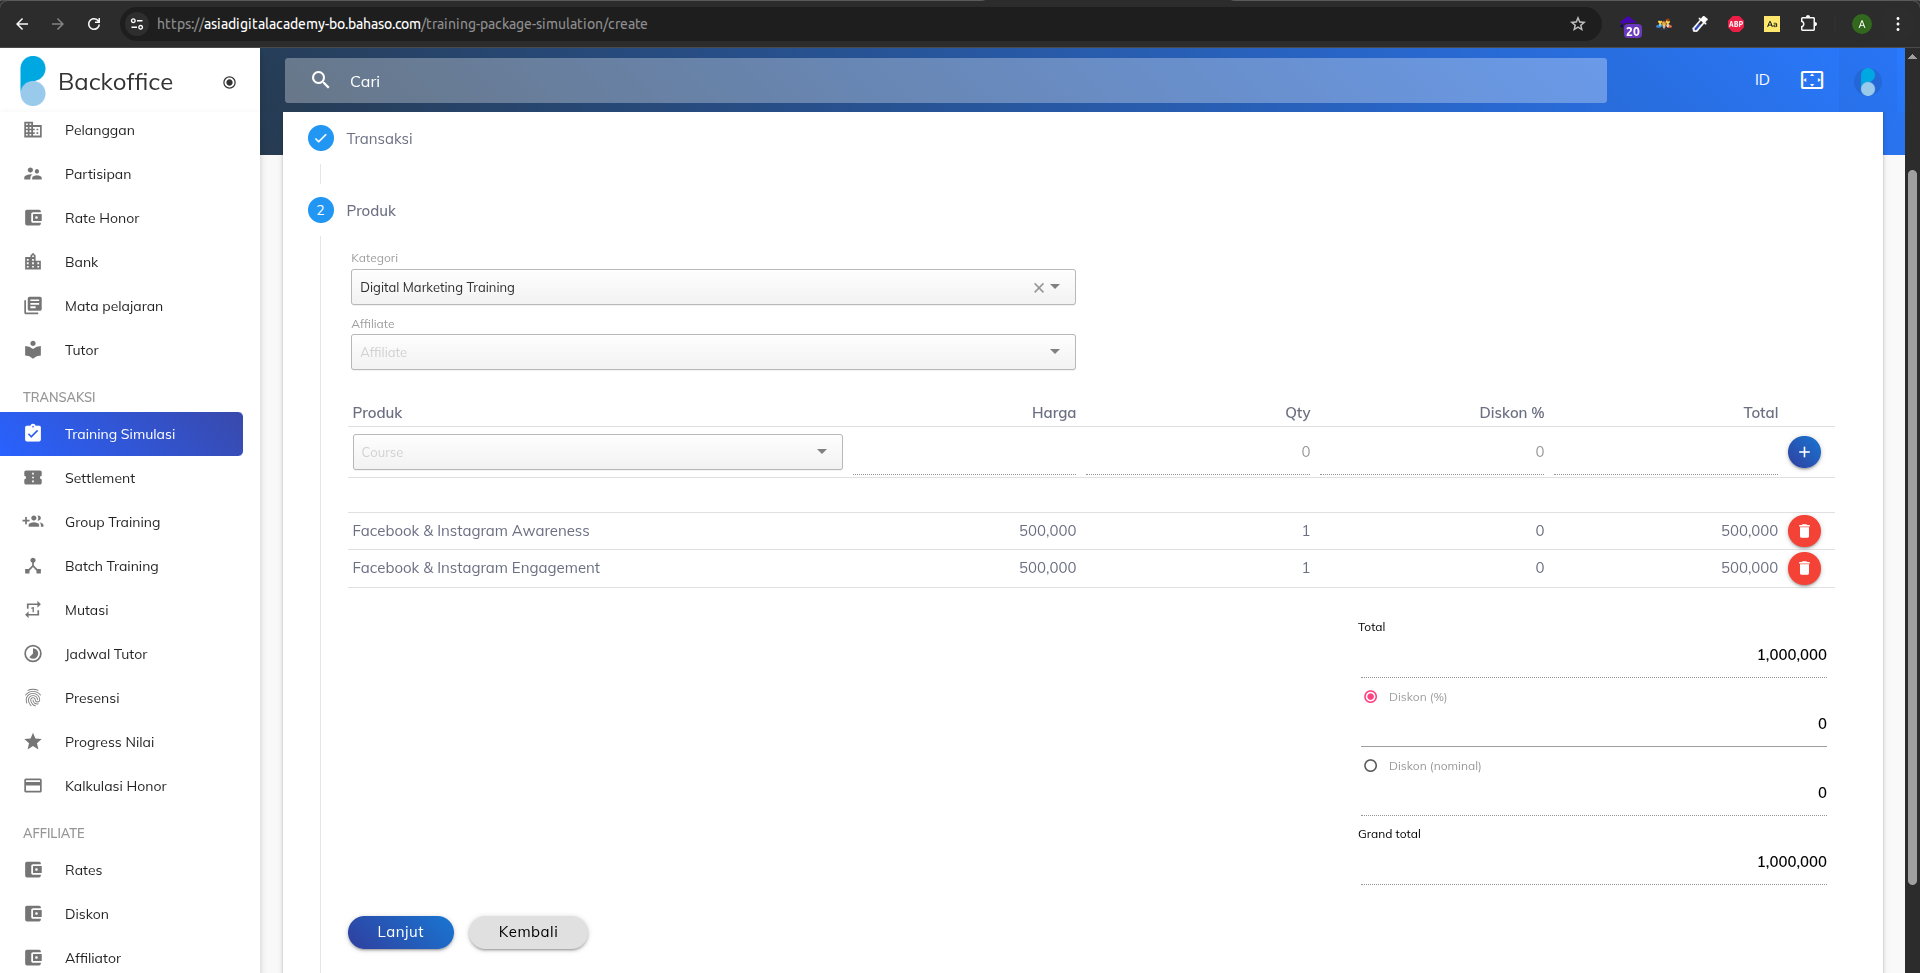 https://asiadigitalacademy-bo.bahaso.com/training-package-simulation/create
20
ABP
Aa
A
Backoffice
Cari
ID
Pelanggan
Partisipan
Rate Honor
Bank
Mata pelajaran
Tutor
TRANSAKSI
Training Simulasi
Settlement
Group Training
Batch Training
Mutasi
Jadwal Tutor
Presensi
Progress Nilai
Kalkulasi Honor
AFFILIATE
Rates
Diskon
Affiliator
Transaksi
2 Produk
Kategori
Digital Marketing Training
Affiliate
Affiliate
Produk Harga Qty Diskon % Total
Course 0 0
Facebook & Instagram Awareness 500,000 1 0 500,000
Facebook & Instagram Engagement 500,000 1 0 500,000
Total
1,000,000
Diskon (%)
0
Diskon (nominal)
0
Grand total
1,000,000
Lanjut Kembali